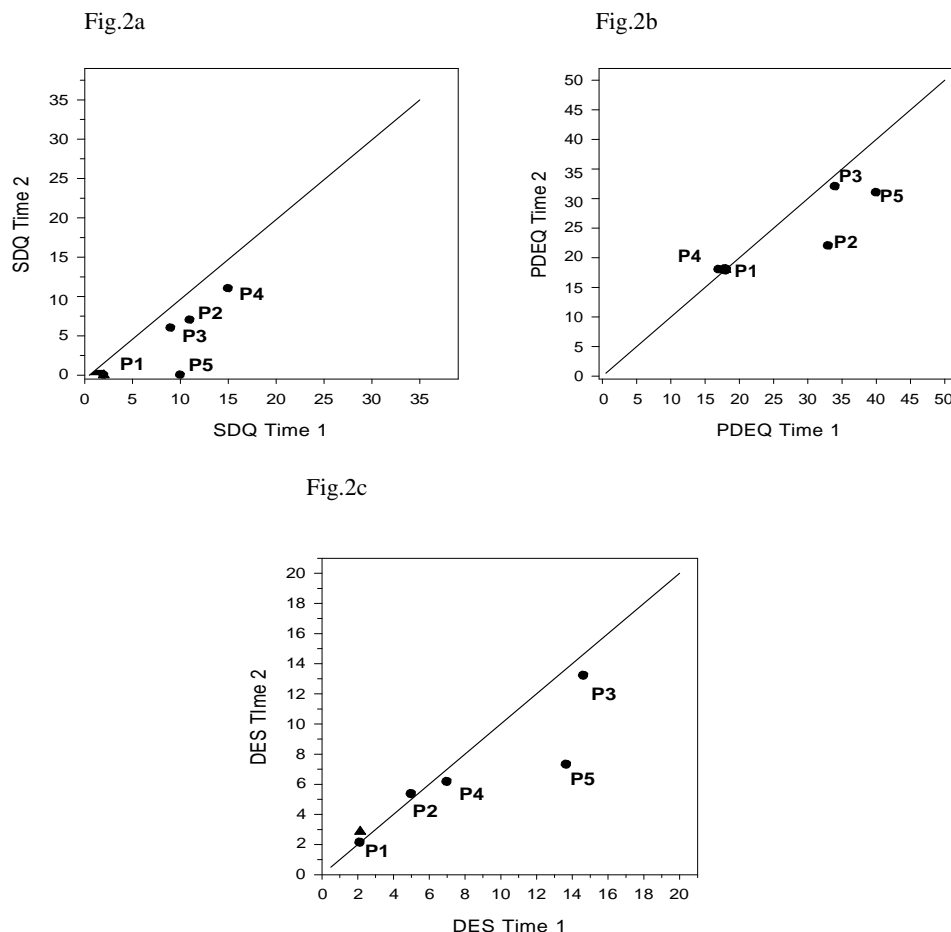 Fig.2a
Fig.2b
35
30
25
20
15
10
5
0
SDQ Time 2
P4
P2
P3
P1
P5
0 5 10 15 20 25 30 35
SDQ Time 1
50
45
40
35
30
25
20
15
10
5
0
PDEQ Time 2
P3
P5
P2
P4
P1
0 5 10 15 20 25 30 35 40 45 50
PDEQ Time 1
Fig.2c
20
18
16
14
12
10
8
6
4
2
0
DES TIme 2
P3
P5
P4
P2
P1
0 2 4 6 8 10 12 14 16 18 20
DES Time 1